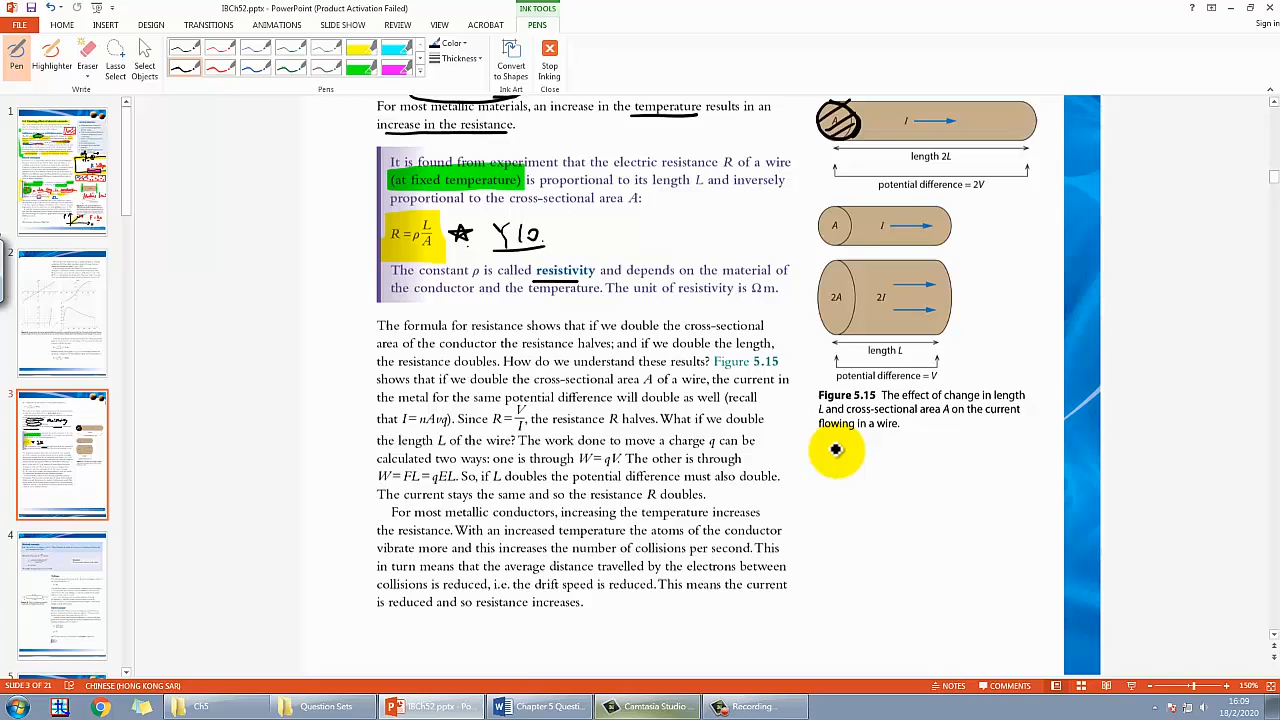 IBCh52.pptx - PowerPoint (Product Activation Failed)
INK TOOLS
FILE
HOME
INSERT
DESIGN
TRANSITIONS
ANIMATIONS
SLIDE SHOW
REVIEW
VIEW
ACROBAT
PENS
Sign in
Pen
Highlighter
Eraser
Lasso Select
Select Objects
Color
Thickness
Convert to Shapes
Stop Inking
Write
Pens
Ink Art
Close
For most metallic materials, an increase in the temperature results in an
increase in the
It is found from experiment that the electric resistance R of a wire
(at fixed temperature) is proportional to its length L and inversely
proportional to the cross-sectional area A:
R = ρ L/A
Y10
The constant ρ is called resistivity and depends on the material of
the conductor and the temperature. The unit of resistivity is Ω m.
The formula for resistance shows that if we double the cross-sectional
area of the conductor the resistance halves; and if we double the length,
the resistance doubles. How do we understand these results? Figure 5.15
shows that if we double the cross-sectional area A of a wire, the current in
the metal for the same potential difference will double as well
that I = nAvq). Since R = V/I, the resistance R halves. What if we double
the length L of the wire? The work done to move a charge q can be
calculated two ways: one is through W = qV. The other is through
W = FL = qEL. So, if L doubles the potential difference must also double.
The current stays the same and so the resistance R doubles.
For most metallic conductors, increasing the temperature increases
the resistance. With an increased temperature the atoms of the conductor
vibrate more and this increases the number of collisions per second. This
in turn means that the average distance travelled by the electrons between
collisions is reduced, i.e. the drift speed is reduced. This means the current
is reduced and so the resistance increases.
length 2L
potential difference = 2V
A
I
2A
2I
length L
potential difference = V
Figure 5.15 The effect of change in length
L and cross-sectional area A on the current
flowing in a wire.
1
2
3
4
5
SLIDE 3 OF 21
CHINESE (HONG KONG SAR)
NOTES
COMMENTS
150%
Ch5
Question Sets
IBCh52.pptx - Po...
Chapter 5 Questi...
Camtasia Studio ...
Recording...
16:09
18/2/2020